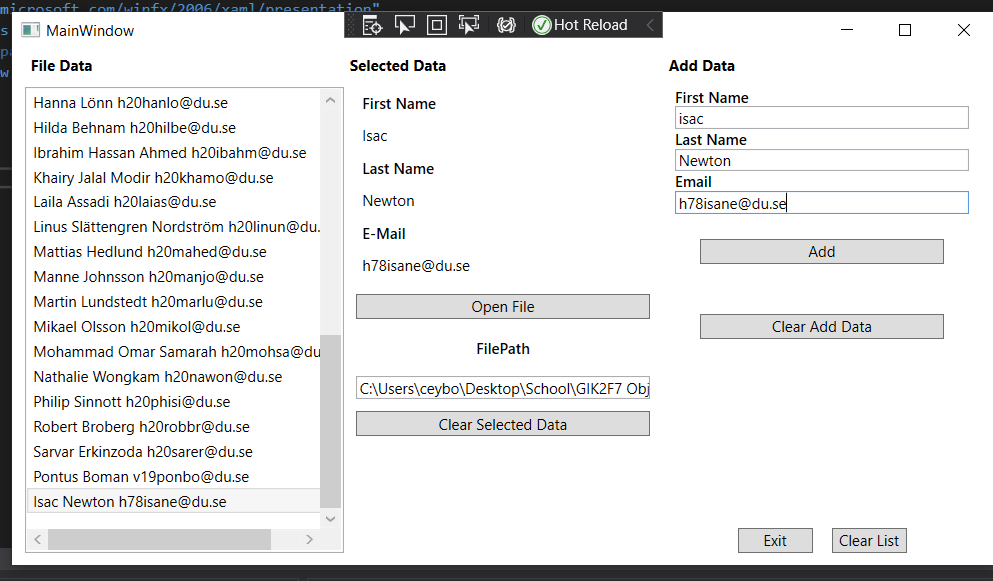 microsoft.com/winfx/2006/xaml/presentation"
MainWindow
Hot Reload
File Data
Hanna Lönn h20hanlo@du.se
Hilda Behnam h20hilbe@du.se
Ibrahim Hassan Ahmed h20ibahm@du.se
Khairy Jalal Modir h20khamo@du.se
Laila Assadi h20laias@du.se
Linus Slättengren Nordström h20linun@du.
Mattias Hedlund h20mahed@du.se
Manne Johnsson h20manjo@du.se
Martin Lundstedt h20marlu@du.se
Mikael Olsson h20mikol@du.se
Mohammad Omar Samarah h20mohsa@du
Nathalie Wongkam h20nawon@du.se
Philip Sinnott h20phisi@du.se
Robert Broberg h20robbr@du.se
Sarvar Erkinzoda h20sarer@du.se
Pontus Boman v19ponbo@du.se
Isac Newton h78isane@du.se
Selected Data
First Name
Isac
Last Name
Newton
E-Mail
h78isane@du.se
Open File
FilePath
C:\Users\ceybo\Desktop\School\GIK2F7 Obj
Clear Selected Data
Add Data
First Name
isac
Last Name
Newton
Email
h78isane@du.se
Add
Clear Add Data
Exit
Clear List